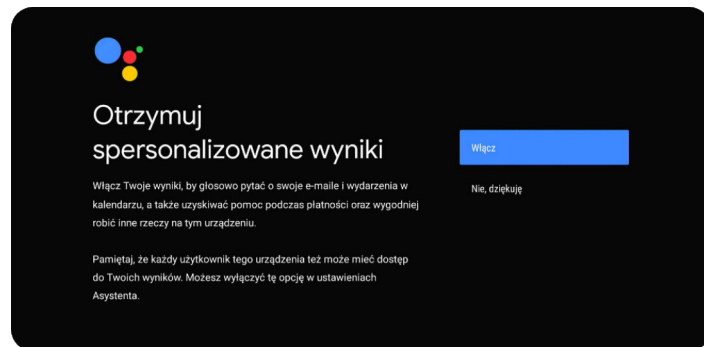 Otrzymuj
spersonalizowane wyniki
Włącz Twoje wyniki, by głosowo pytać o swoje e-maile i wydarzenia w
kalendarzu, a także uzyskiwać pomoc podczas płatności oraz wygodniej
robić inne rzeczy na tym urządzeniu.
Pamiętaj, że każdy użytkownik tego urządzenia też może mieć dostęp
do Twoich wyników. Możesz wyłączyć tę opcję w ustawieniach
Asystenta.
Włącz
Nie, dziękuję